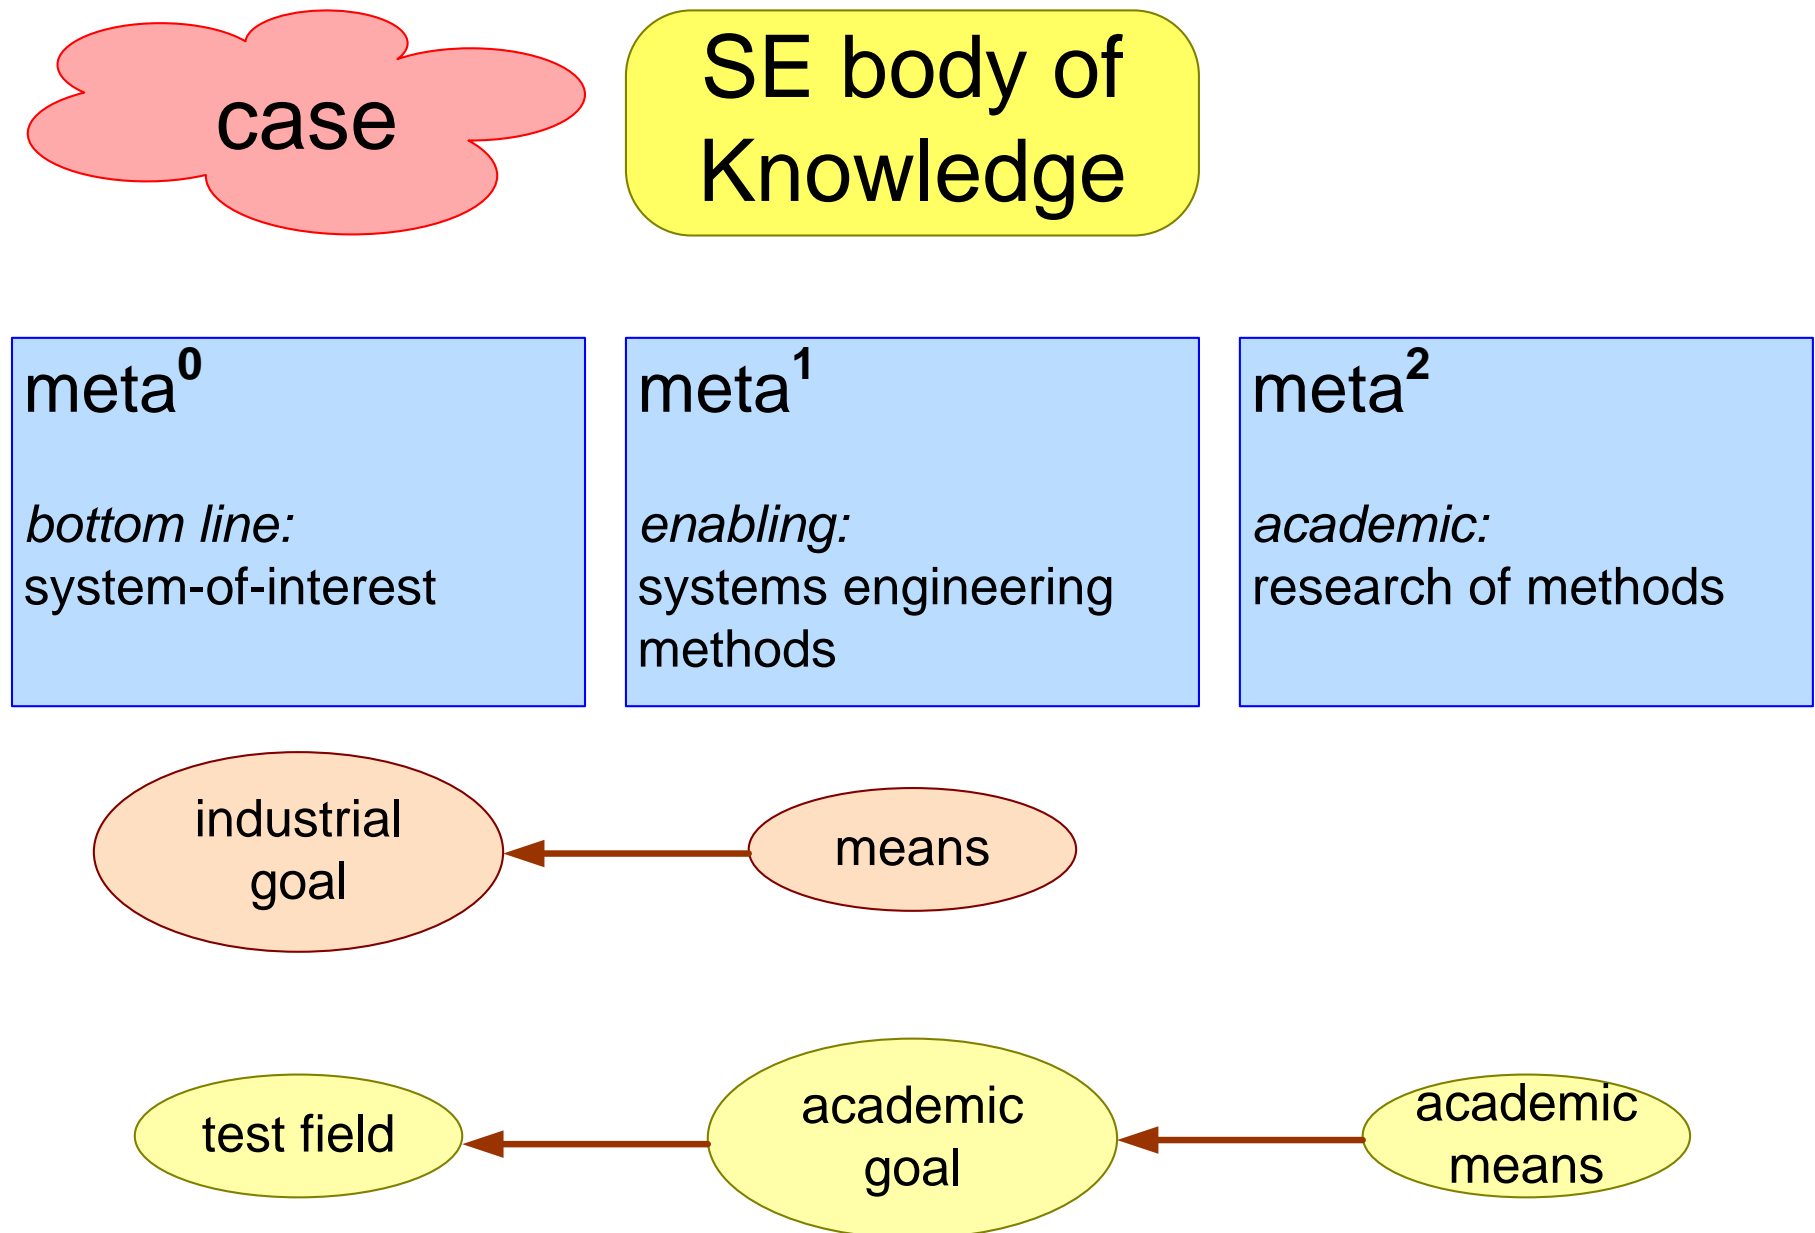 case
SE body of
Knowledge
meta0
bottom line:
system-of-interest
meta1
enabling:
systems engineering
methods
meta2
academic:
research of methods
industrial
goal
means
test field
academic
goal
academic
means